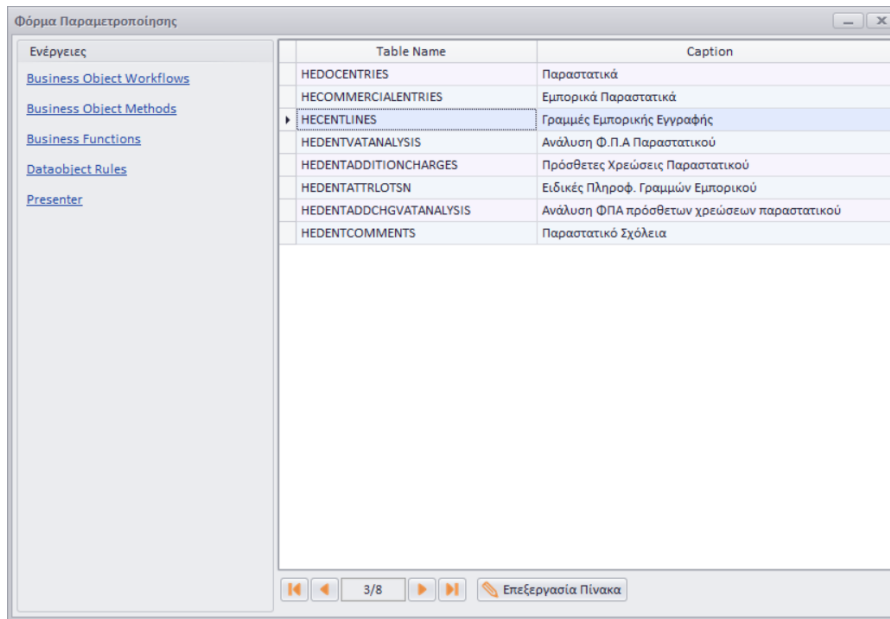 Φόρμα Παραμετροποίησης
Ενέργειες
Business Object Workflows
Business Object Methods
Business Functions
Dataobject Rules
Presenter
Table Name Caption
HEDOCENTRIES Παραστατικά
HECOMMERCIALENTRIES Εμπορικά Παραστατικά
HECENTLINES Γραμμές Εμπορικής Εγγραφής
HEDENTVATANALYSIS Ανάλυση Φ.Π.Α Παραστατικού
HEDENTADDITIONCHARGES Πρόσθετες Χρεώσεις Παραστατικού
HEDENTATTRLOTSN Ειδικές Πληροφ. Γραμμών Εμπορικού
HEDENTADDCHGVATANALYSIS Ανάλυση ΦΠΑ πρόσθετων χρεώσεων παραστατικού
HEDENTCOMMENTS Παραστατικό Σχόλεια
3/8 Επεξεργασία Πίνακα